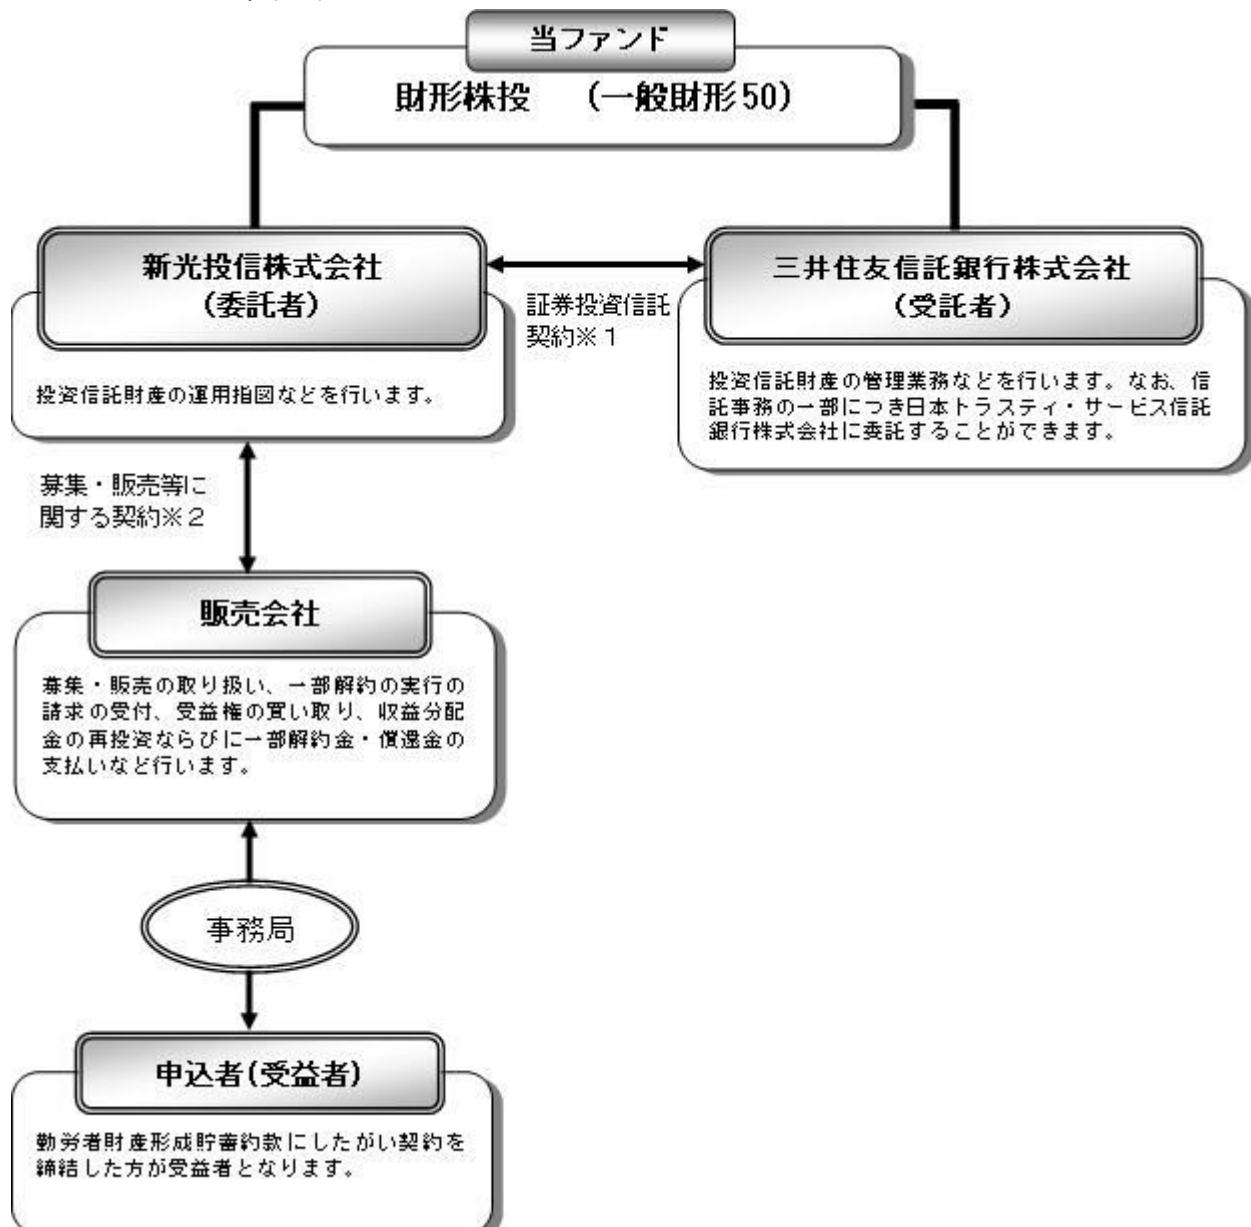 当ファンド
財形株投 (一般財形50)
新光投信株式会社
(委託者)
投資信託財産の運用指図などを行います。
証券投資信託
契約※1
三井住友信託銀行株式会社
(受託者)
投資信託財産の管理業務などを行います。なお、信
託事務の一部につき日本トラスティ・サービス信託
銀行株式会社に委託することができます。
募集・販売等に
関する契約※2
販売会社
募集・販売の取り扱い、一部解約の実行の
請求の受付、受益権の買い取り、収益分配
金の再投資ならびに一部解約金・償還金の
支払いなど行います。
事務局
申込者(受益者)
勤労者財産形成貯蓄約款にしたがい契約を
締結した方が受益者となります。